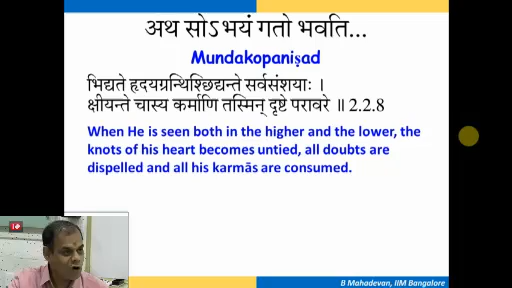 अथ सोऽभयं गतो भवति...
Mundakopaniṣad
भिद्यते हृदयग्रन्थिश्छिद्यन्ते सर्वसंशयाः ।
क्षीयन्ते चास्य कर्माणि तस्मिन् दृष्टे परावरे ॥ 2.2.8
When He is seen both in the higher and the lower, the
knots of his heart becomes untied, all doubts are
dispelled and all his karmās are consumed.
B Mahadevan, IIM Bangalore